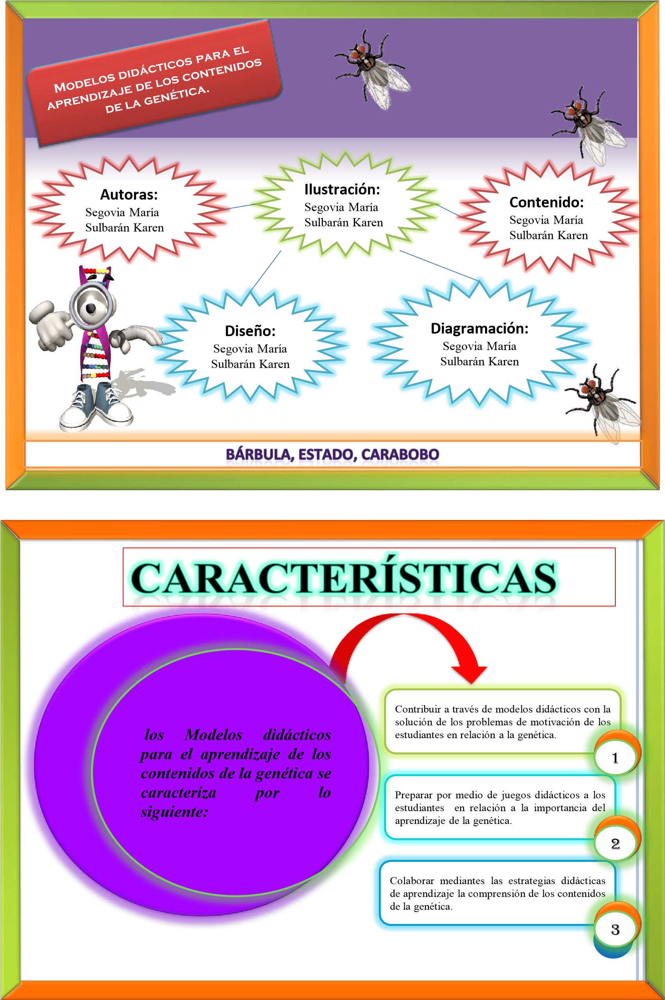 Modelos didácticos para el
aprendizaje de los contenidos
de la genética.
Autoras:
Segovia María
Sulbarán Karen
Ilustración:
Segovia María
Sulbarán Karen
Contenido:
Segovia María
Sulbarán Karen
Diseño:
Segovia María
Sulbarán Karen
Diagramación:
Segovia María
Sulbarán Karen
BÁRBULA, ESTADO, CARABOBO
CARACTERÍSTICAS
los Modelos didácticos
para el aprendizaje de los
contenidos de la genética se
caracteriza por lo
siguiente:
Contribuir a través de modelos didácticos con la
solución de los problemas de motivación de los
estudiantes en relación a la genética.
1
Preparar por medio de juegos didácticos a los
estudiantes en relación a la importancia del
aprendizaje de la genética.
2
Colaborar mediantes las estrategias didácticas
de aprendizaje la comprensión de los contenidos
de la genética.
3